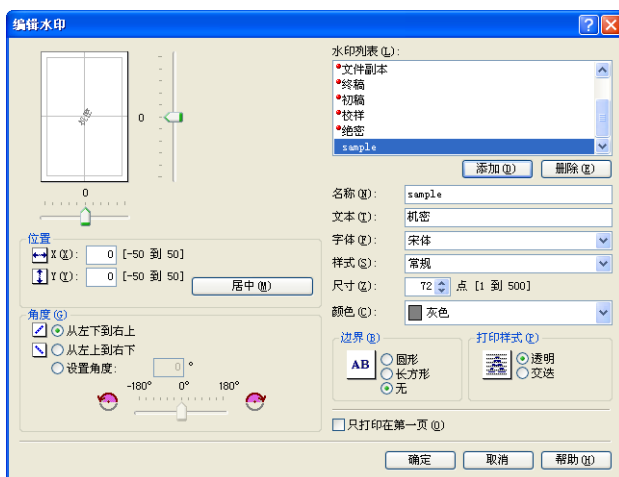 编辑水印
机密
0
0
位置
X(X): 0 [-50 到 50]
Y(Y): 0 [-50 到 50]
居中(M)
角度(G)
从左下到右上
从左上到右下
设置角度: 0 °
-180° 0° 180°
水印列表(L):
文件副本
终稿
初稿
校样
绝密
sample
添加(D) 删除(E)
名称(N): sample
文本(T): 机密
字体(F): 宋体
样式(S): 常规
尺寸(Z): 72 点 [1 到 500]
颜色(C): 灰色
边界(B)
AB
圆形
长方形
无
打印样式(P)
透明
交迭
只打印在第一页(O)
确定 取消 帮助(H)